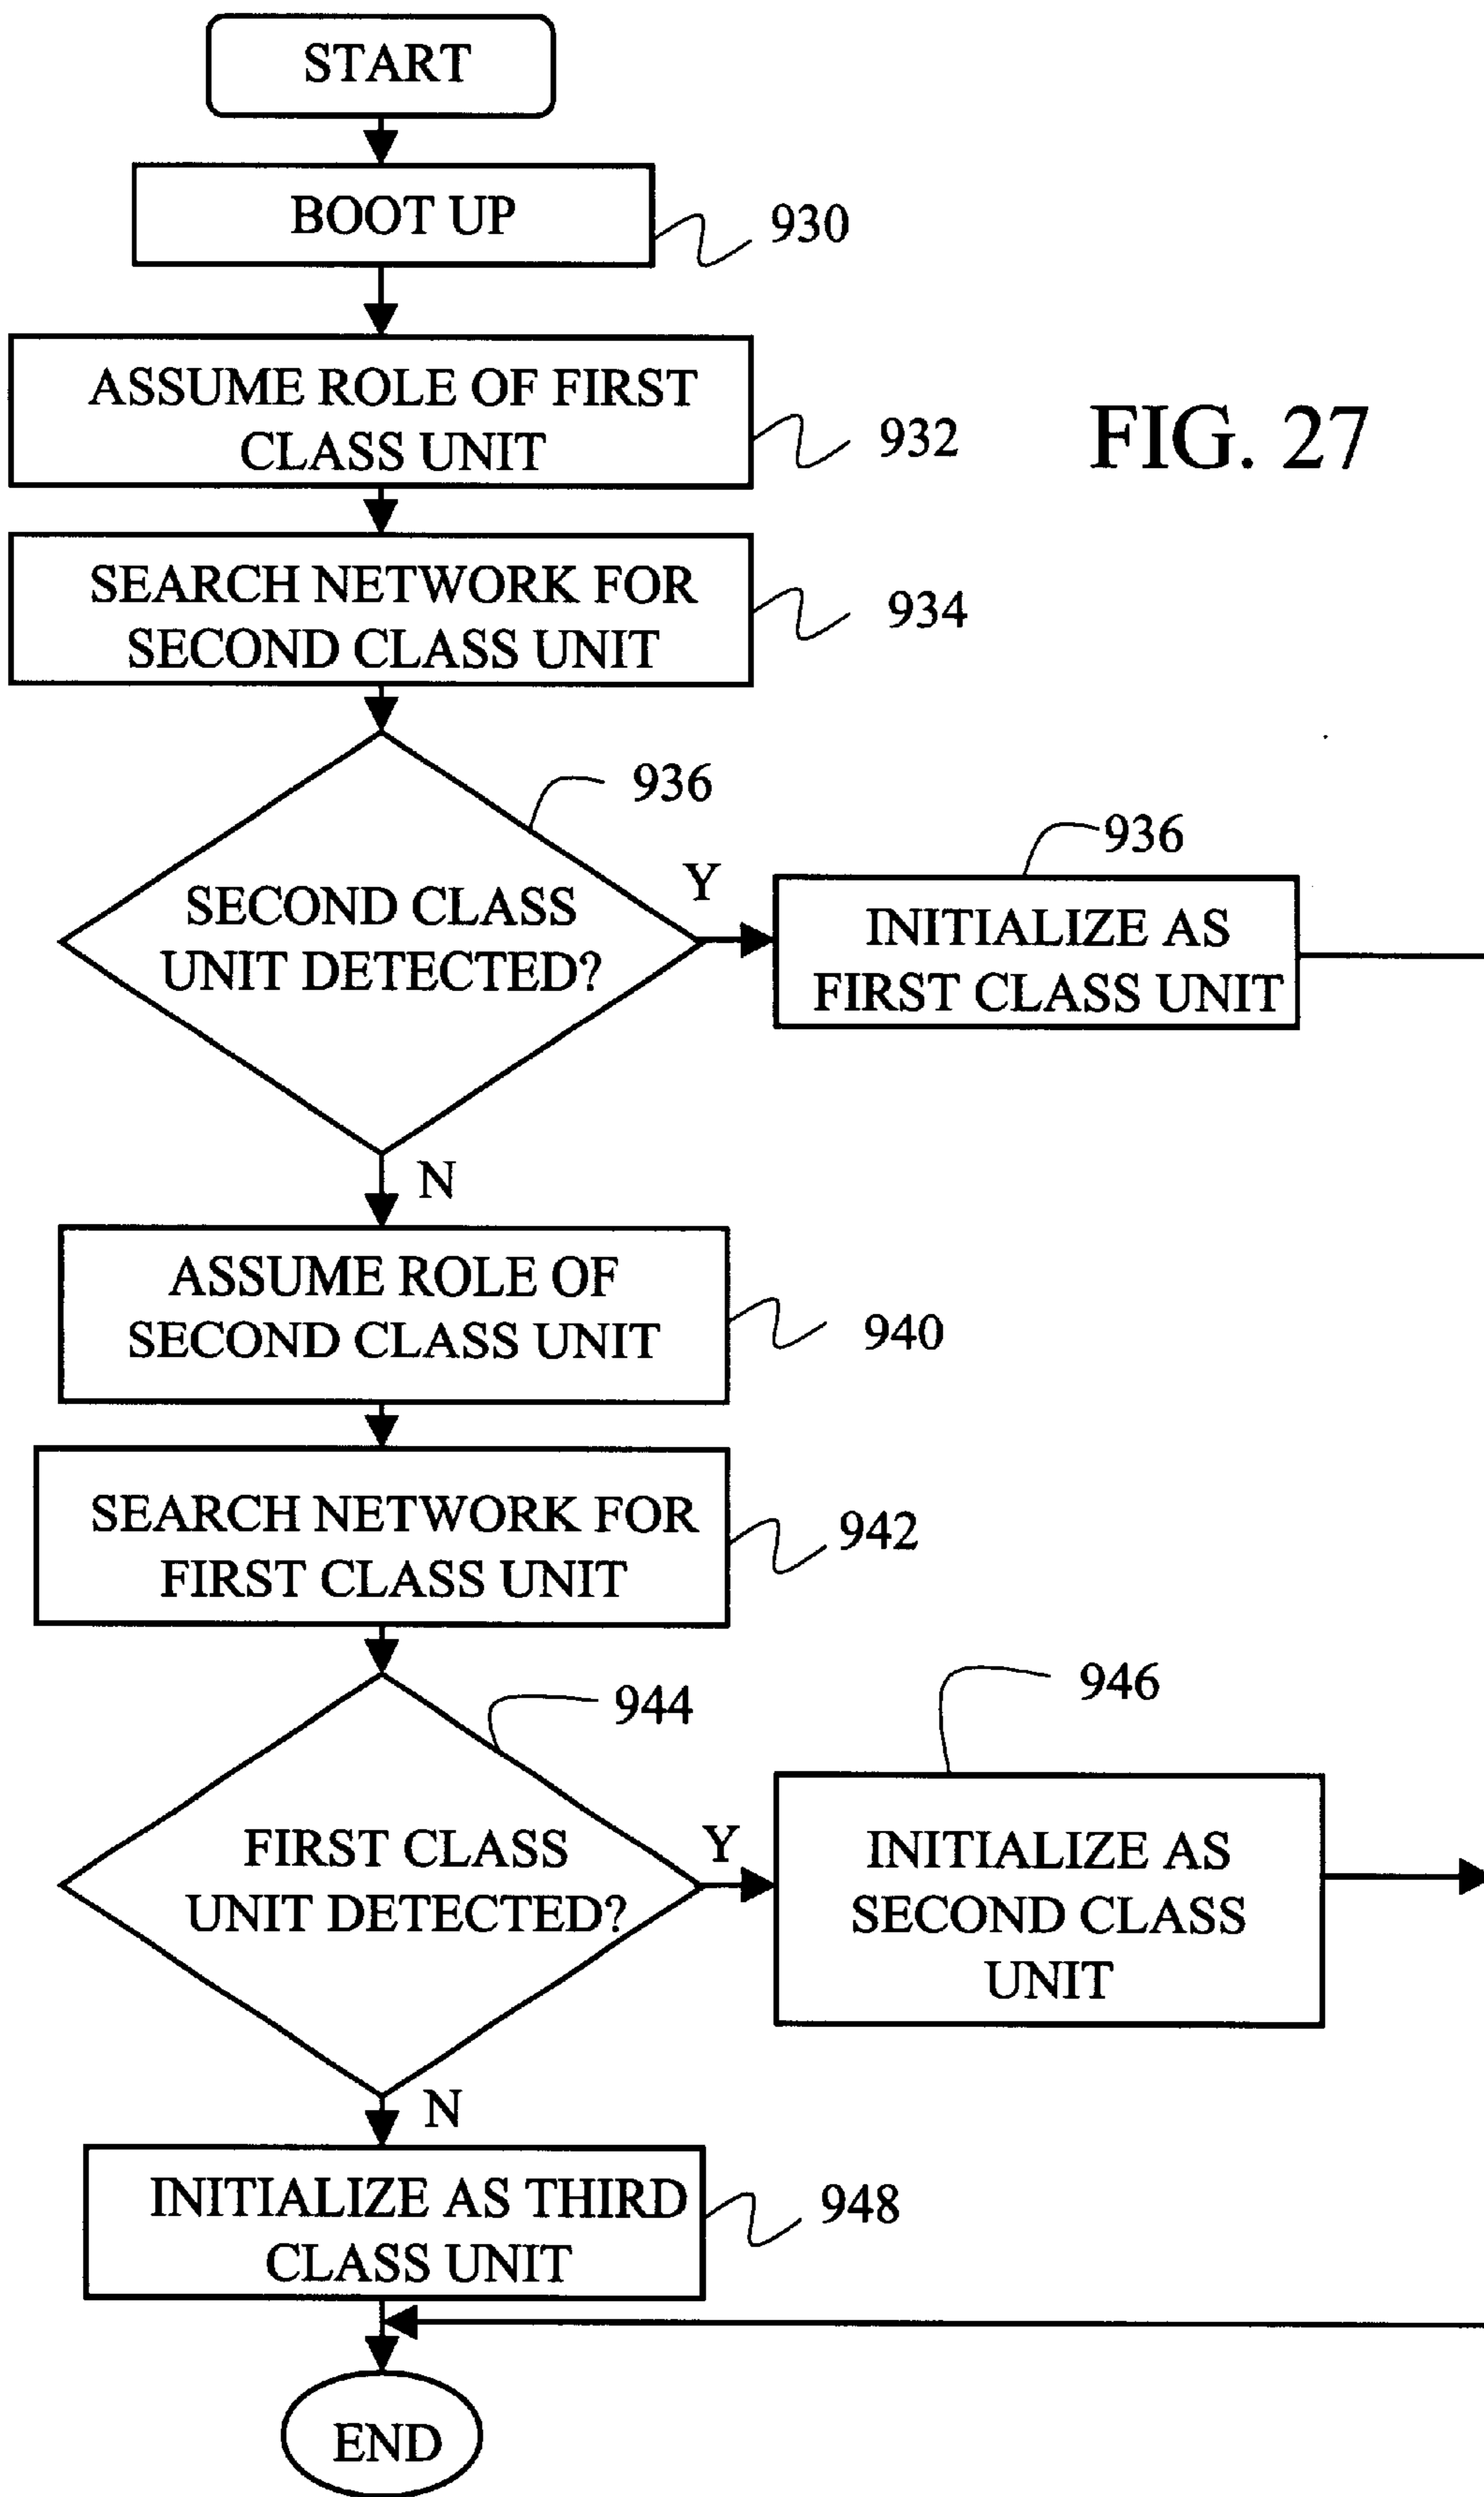 START
BOOT UP
930
ASSUME ROLE OF FIRST
CLASS UNIT
932
FIG. 27
SEARCH NETWORK FOR
SECOND CLASS UNIT
934
936
SECOND CLASS
UNIT DETECTED?
Y
936
INITIALIZE AS
FIRST CLASS UNIT
N
ASSUME ROLE OF
SECOND CLASS UNIT
940
SEARCH NETWORK FOR
FIRST CLASS UNIT
942
944
FIRST CLASS
UNIT DETECTED?
Y
946
INITIALIZE AS
SECOND CLASS
UNIT
N
INITIALIZE AS THIRD
CLASS UNIT
948
END